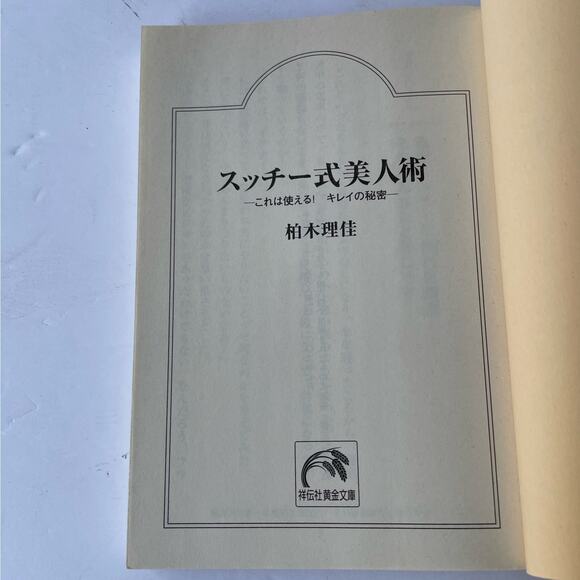 スッチー式美人術
―これは使える! キレイの秘密―
柏木理佳
祥伝社黄金文庫